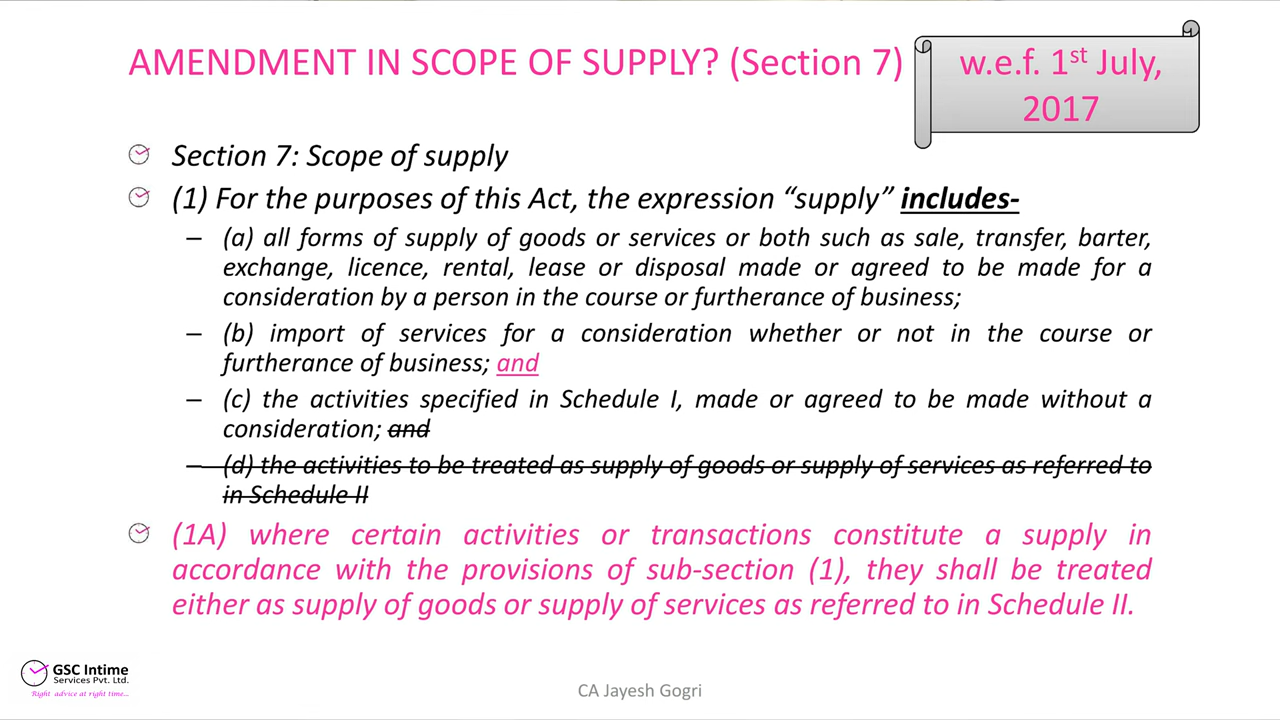 AMENDMENT IN SCOPE OF SUPPLY? (Section 7)
w.e.f. 1st July,
2017
Section 7: Scope of supply
(1) For the purposes of this Act, the expression “supply” includes-
– (a) all forms of supply of goods or services or both such as sale, transfer, barter,
exchange, licence, rental, lease or disposal made or agreed to be made for a
consideration by a person in the course or furtherance of business;
– (b) import of services for a consideration whether or not in the course or
furtherance of business; and
– (c) the activities specified in Schedule I, made or agreed to be made without a
consideration; and
– (d) the activities to be treated as supply of goods or supply of services as referred to
in Schedule II
(1A) where certain activities or transactions constitute a supply in
accordance with the provisions of sub-section (1), they shall be treated
either as supply of goods or supply of services as referred to in Schedule II.
GSC Intime
Services Pvt. Ltd.
Right advice at right time...
CA Jayesh Gogri